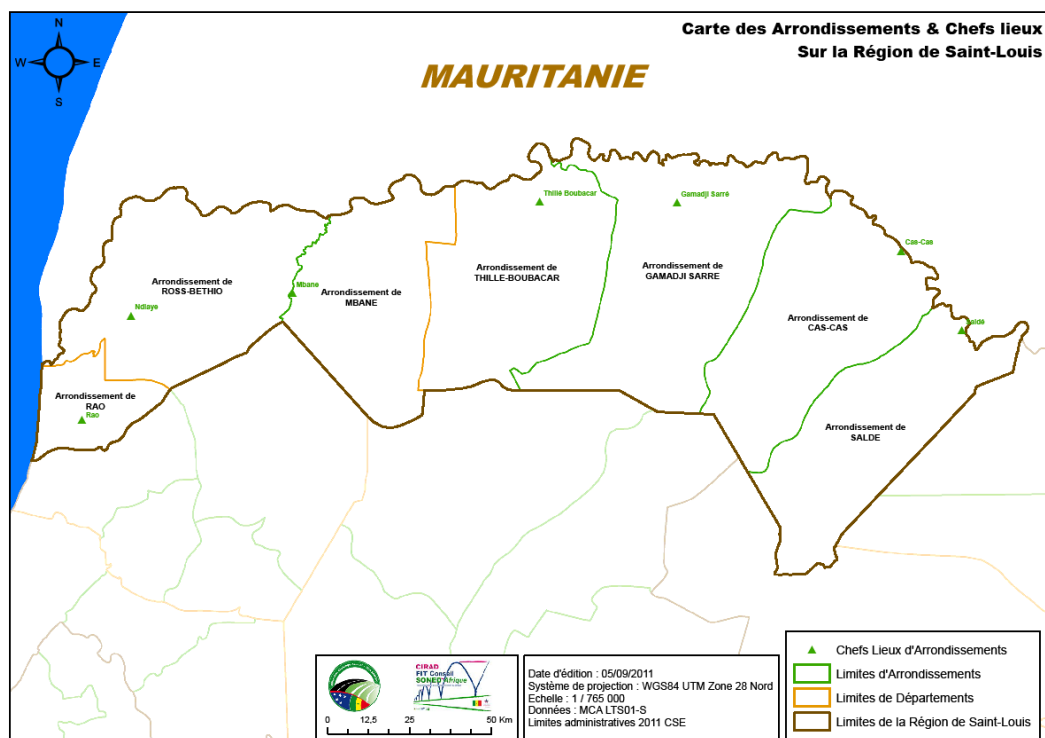 Carte des Arrondissements & Chefs lieux
Sur la Région de Saint-Louis
N
W
E
S
MAURITANIE
Thillé Boubacar
Gamadji Sarré
Cas-Cas
Arrondissement de
THILLE-BOUBACAR
Arrondissement de
GAMADJI SARRE
Arrondissement de
ROSS-BETHIO
Mbane
Arrondissement de
MBANE
Ndiaye
Arrondissement de
CAS-CAS
Saldé
Arrondissement de
RAO
Rao
Arrondissement de
SALDE
CIRAD
FIT Conseil
SONED Afrique
0 12,5 25 50 Km
Date d'édition : 05/09/2011
Système de projection : WGS84 UTM Zone 28 Nord
Echelle : 1 / 765 000
Données : MCA LTS01-S
Limites administratives 2011 CSE
Chefs Lieux d'Arrondissements
Limites d'Arrondissements
Limites de Départements
Limites de la Région de Saint-Louis